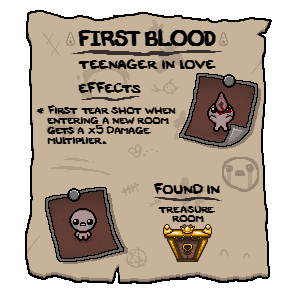 FIRST BLOOD
TEENAGER IN LOVE
EFFECTS
* FIRST TEAR SHOT WHEN
ENTERING A NEW ROOM
GETS A x5 DAMAGE
MULTIPLIER.
FOUND IN
TREASURE
ROOM